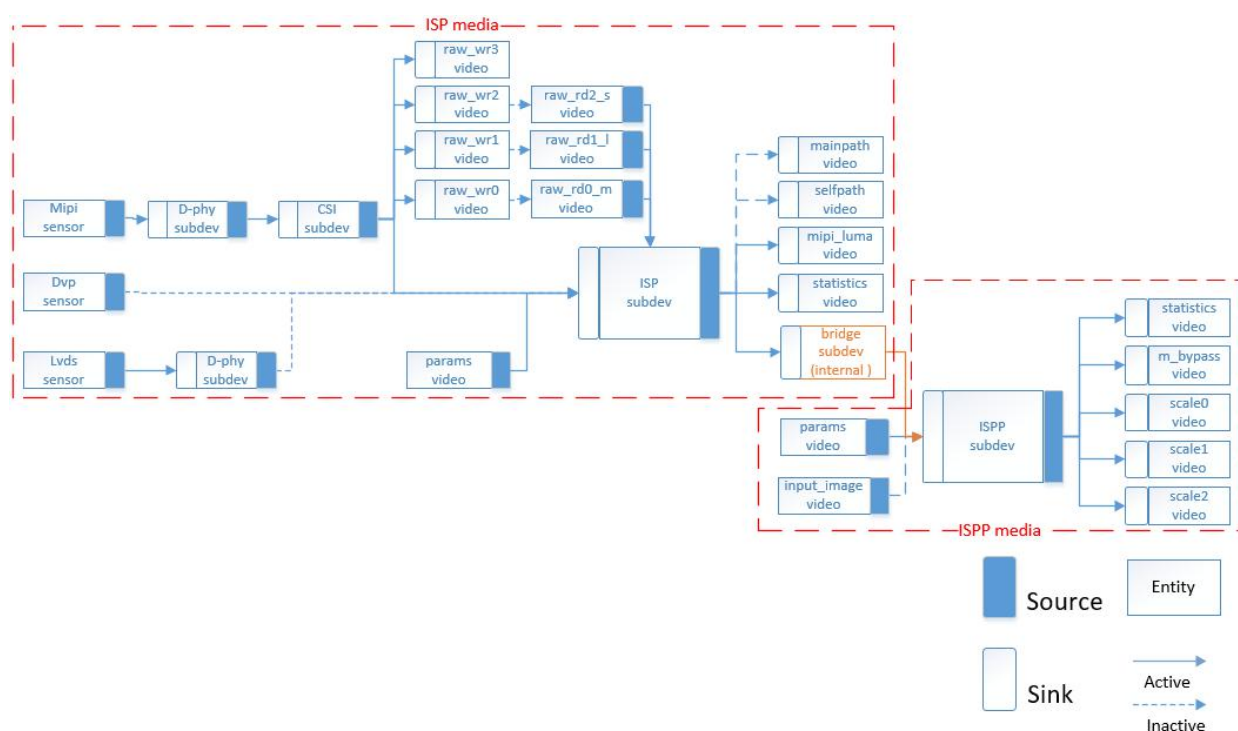 ISP media
raw_wr3
video
raw_wr2
video
raw_rd2_s
video
raw_wr1
video
raw_rd1_l
video
raw_wr0
video
raw_rd0_m
video
Mipi
sensor
D-phy
subdev
CSI
subdev
Dvp
sensor
Lvds
sensor
D-phy
subdev
params
video
ISP
subdev
mainpath
video
selfpath
video
mipi_luma
video
statistics
video
bridge
subdev
(internal )
params
video
input_image
video
ISPP
subdev
statistics
video
m_bypass
video
scale0
video
scale1
video
scale2
video
ISPP media
Source
Entity
Sink
Active
Inactive